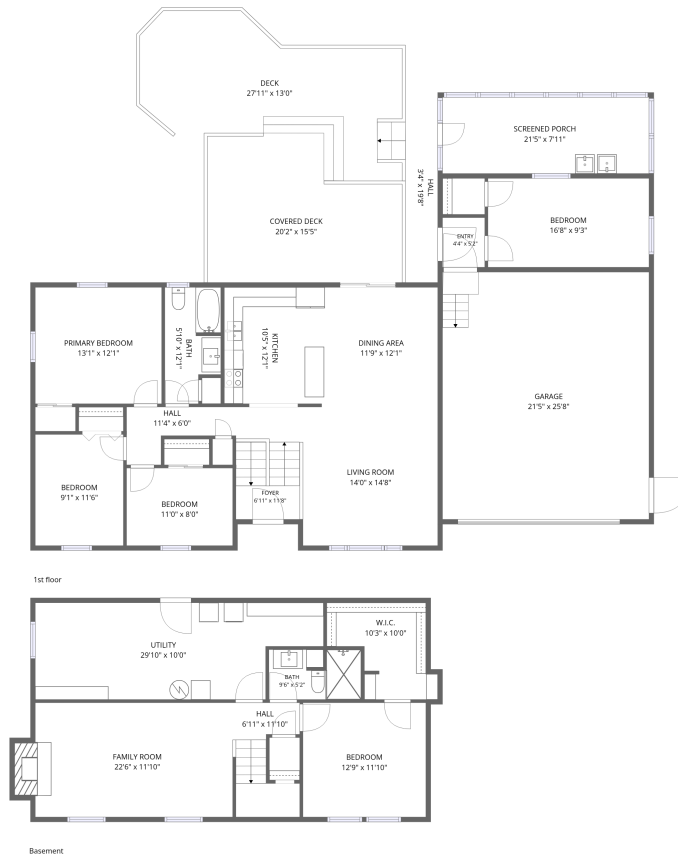 DECK
27'11" x 13'0"
SCREENED PORCH
21'5" x 7'11"
HALL
3'4" x 19'8"
COVERED DECK
20'2" x 15'5"
BEDROOM
16'8" x 9'3"
ENTRY
4'4" x 5'2"
PRIMARY BEDROOM
13'1" x 12'1"
BATH
5'10" x 12'1"
KITCHEN
10'5" x 12'1"
DINING AREA
11'9" x 12'1"
GARAGE
21'5" x 25'8"
HALL
11'4" x 6'0"
LIVING ROOM
14'0" x 14'8"
BEDROOM
9'1" x 11'6"
BEDROOM
11'0" x 8'0"
FOYER
6'11" x 11'8"
1st floor
W.I.C.
10'3" x 10'0"
UTILITY
29'10" x 10'0"
BATH
9'6" x 5'2"
HALL
6'11" x 11'10"
FAMILY ROOM
22'6" x 11'10"
BEDROOM
12'9" x 11'10"
Basement